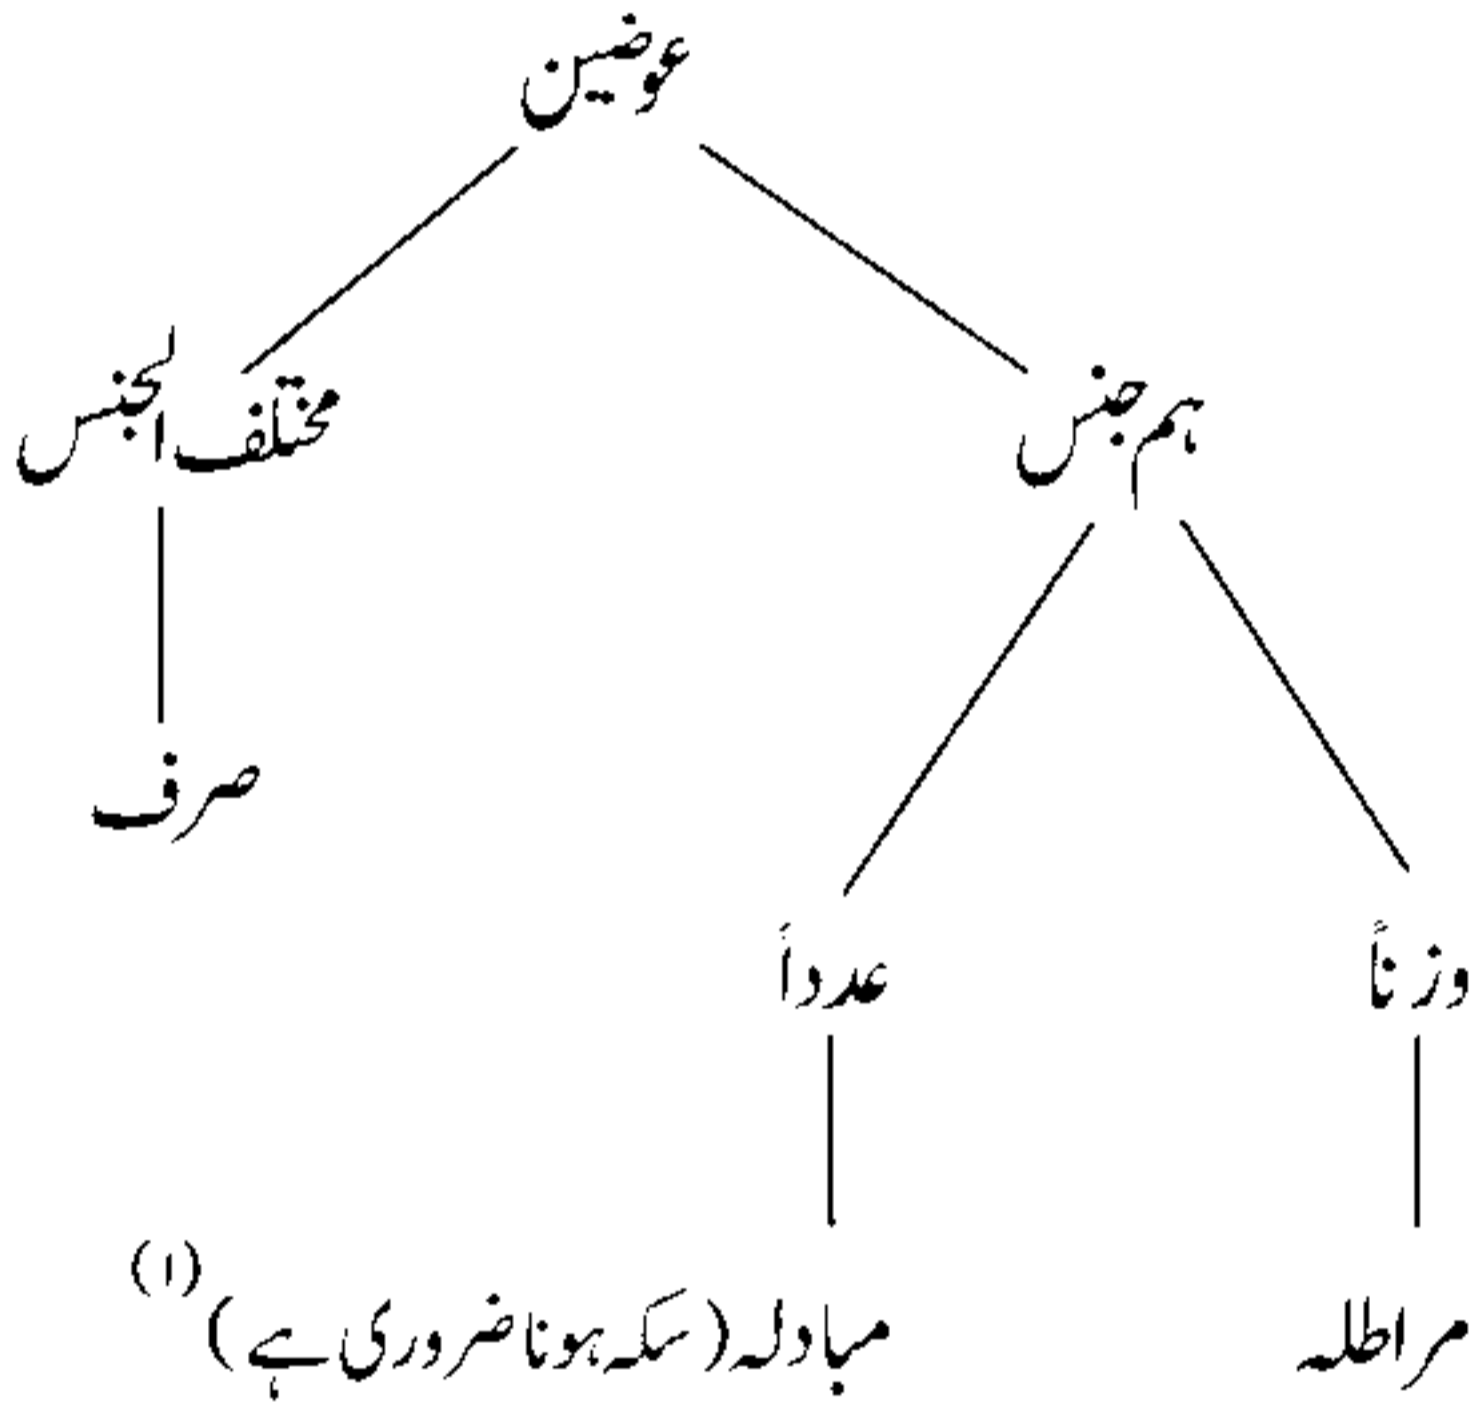 عوضین
ہم جنس
مختلف الجنس
صرف
وزناً
عدداً
مراطلہ
مبادلہ (سکہ ہونا ضروری ہے) (۱)